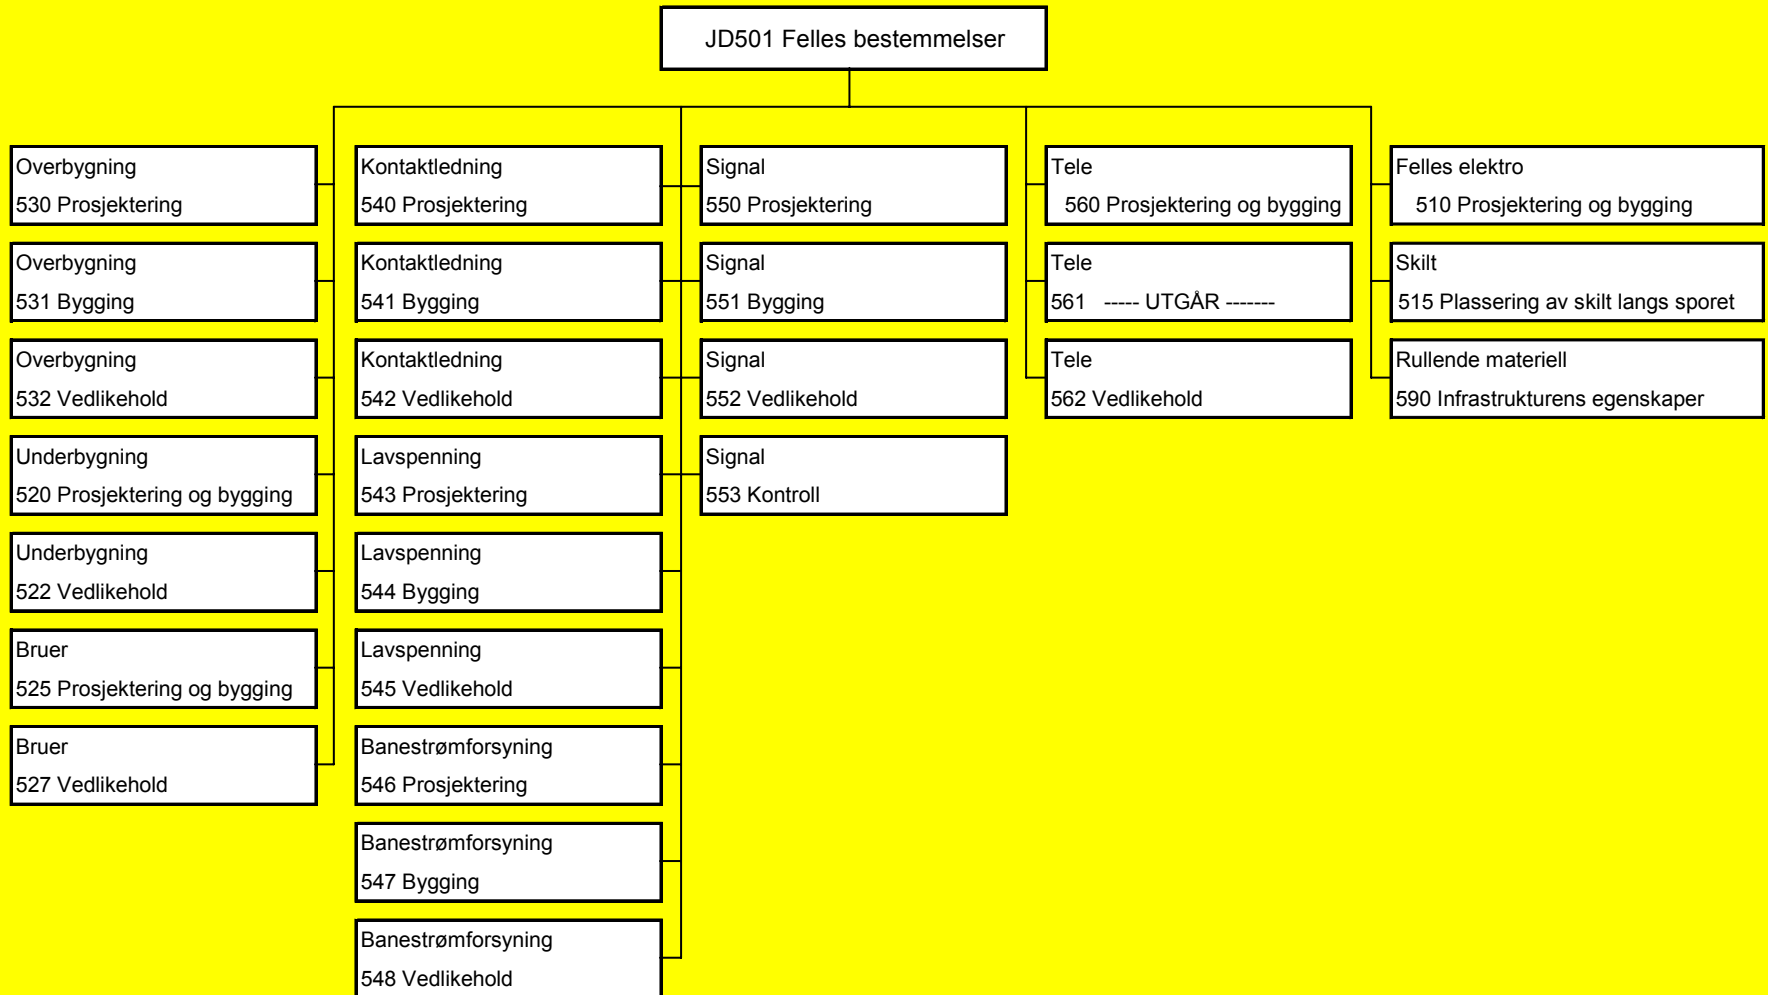 JD501 Felles bestemmelser
Overbygning
530 Prosjektering
Overbygning
531 Bygging
Overbygning
532 Vedlikehold
Underbygning
520 Prosjektering og bygging
Underbygning
522 Vedlikehold
Bruer
525 Prosjektering og bygging
Bruer
527 Vedlikehold
Kontaktledning
540 Prosjektering
Kontaktledning
541 Bygging
Kontaktledning
542 Vedlikehold
Lavspenning
543 Prosjektering
Lavspenning
544 Bygging
Lavspenning
545 Vedlikehold
Banestrømforsyning
546 Prosjektering
Banestrømforsyning
547 Bygging
Banestrømforsyning
548 Vedlikehold
Signal
550 Prosjektering
Signal
551 Bygging
Signal
552 Vedlikehold
Signal
553 Kontroll
Tele
560 Prosjektering og bygging
Tele
561 ----- UTGÅR -------
Tele
562 Vedlikehold
Felles elektro
510 Prosjektering og bygging
Skilt
515 Plassering av skilt langs sporet
Rullende materiell
590 Infrastrukturens egenskaper